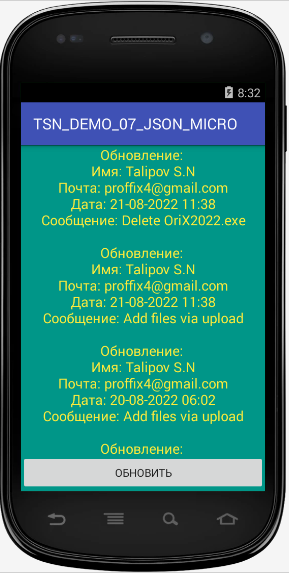 8:32
TSN_DEMO_07_JSON_MICRO
Обновление:
Имя: Talipov S.N
Почта: proffix4@gmail.com
Дата: 21-08-2022 11:38
Сообщение: Delete OriX2022.exe
Обновление:
Имя: Talipov S.N
Почта: proffix4@gmail.com
Дата: 21-08-2022 11:38
Сообщение: Add files via upload
Обновление:
Имя: Talipov S.N
Почта: proffix4@gmail.com
Дата: 20-08-2022 06:02
Сообщение: Add files via upload
Обновление:
ОБНОВИТЬ